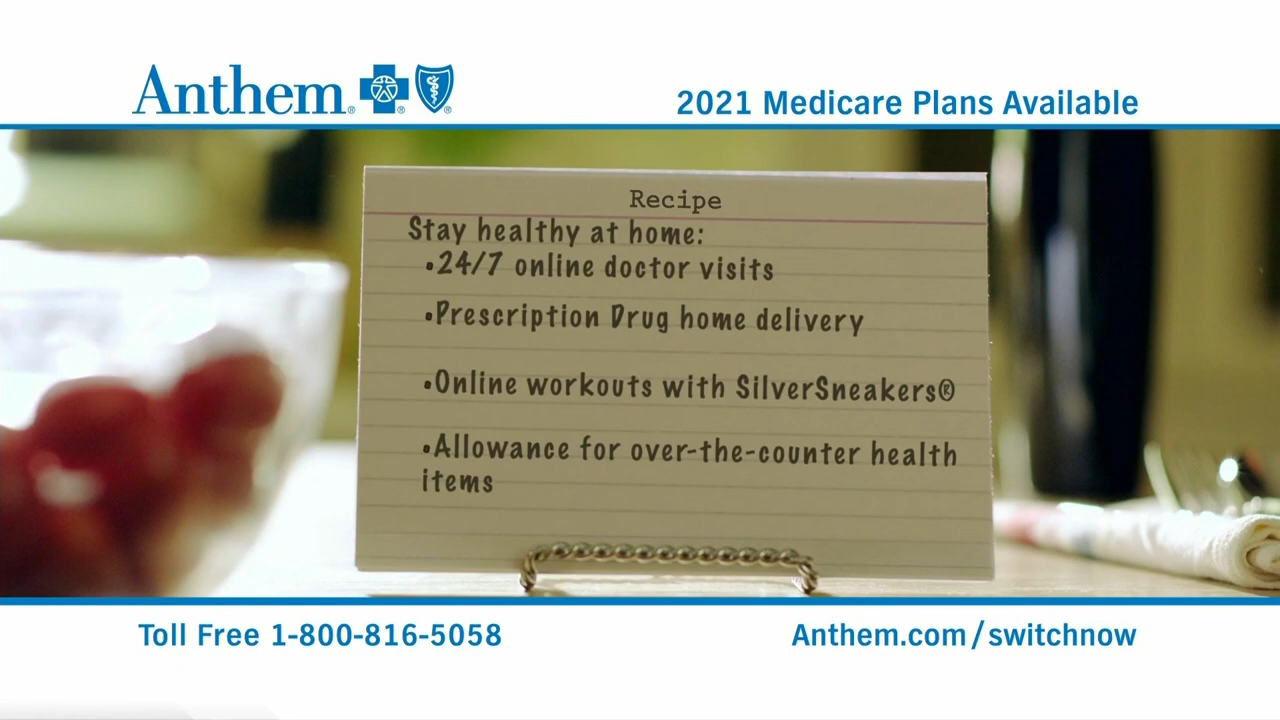 Anthem®
2021 Medicare Plans Available
Recipe
Stay healthy at home:
•24/7 online doctor visits
•Prescription Drug home delivery
•Online workouts with SilverSneakers®
•Allowance for over-the-counter health
items
Toll Free 1-800-816-5058
Anthem.com/switchnow